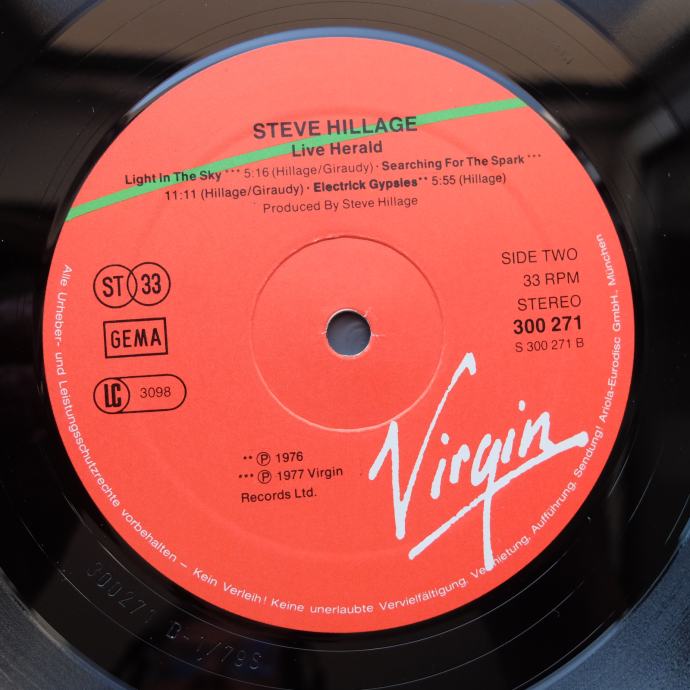 STEVE HILLAGE
Live Herald
Light In The Sky *** 5:16 (Hillage/Giraudy) · Searching For The Spark ***
11:11 (Hillage/Giraudy) · Electrick Gypsies** 5:55 (Hillage)
Produced By Steve Hillage
ST 33
GEMA
LC 3098
SIDE TWO
33 RPM
STEREO
300 271
S 300 271 B
** ℗ 1976
*** ℗ 1977 Virgin
Records Ltd.
Virgin
Alle Urheber- und Leistungsschutzrechte vorbehalten – Kein Verleih! Keine unerlaubte Vervielfältigung, Vermietung, Aufführung, Sendung! Ariola-Eurodisc GmbH., München
300271 B-1/79S